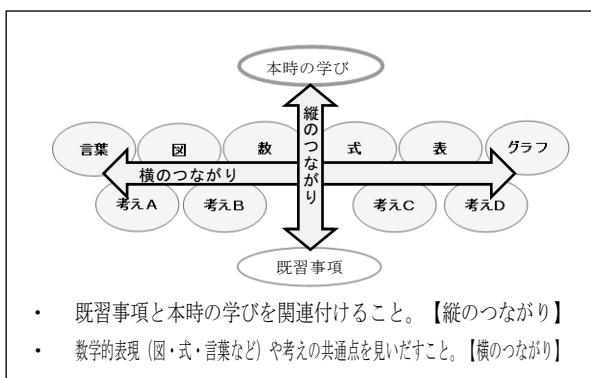 本時の学び
縦のつながり
言葉 図 数 式 表 グラフ
横のつながり
考えA 考えB 考えC 考えD
既習事項
・ 既習事項と本時の学びを関連付けること。【縦のつながり】
・ 数学的表現（図・式・言葉など）や考えの共通点を見いだすこと。【横のつながり】